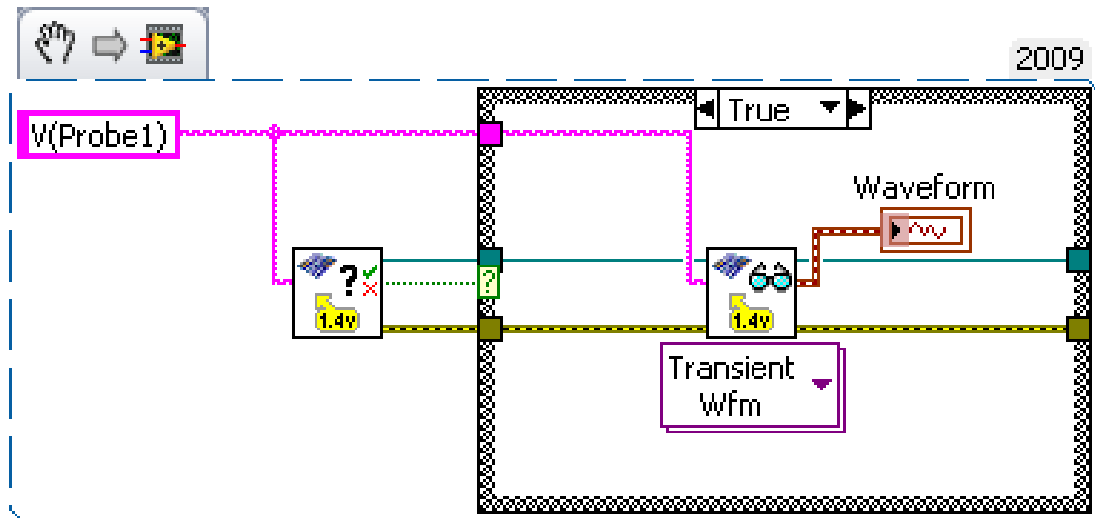 2009
V(Probe1)
True
Waveform
?
?
1.4v
1.4v
Transient
Wfm